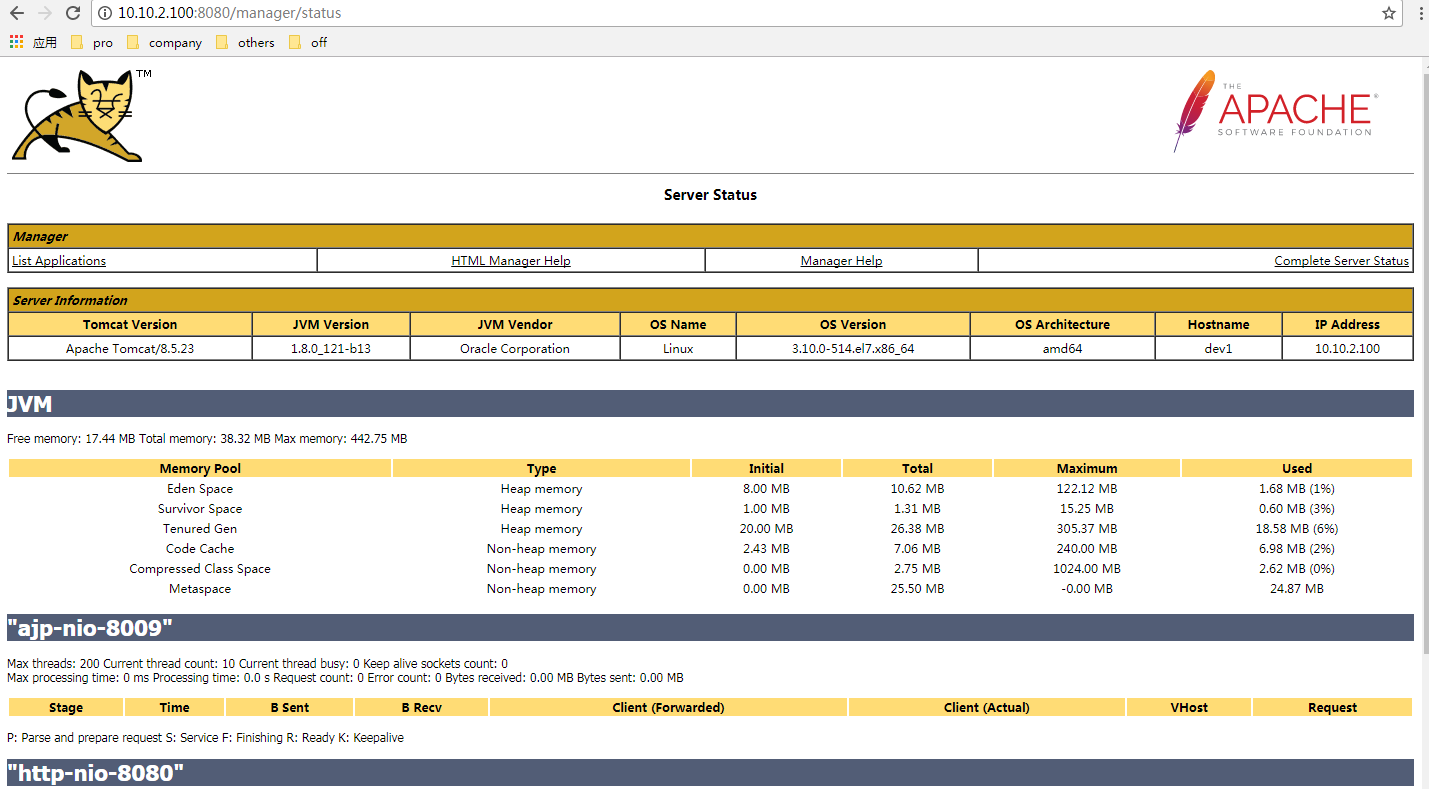 10.10.2.100:8080/manager/status
应用 pro company others off
TM
THE
APACHE®
SOFTWARE FOUNDATION
Server Status
Manager
List Applications HTML Manager Help Manager Help Complete Server Status
Server Information
Tomcat Version JVM Version JVM Vendor OS Name OS Version OS Architecture Hostname IP Address
Apache Tomcat/8.5.23 1.8.0_121-b13 Oracle Corporation Linux 3.10.0-514.el7.x86_64 amd64 dev1 10.10.2.100
JVM
Free memory: 17.44 MB Total memory: 38.32 MB Max memory: 442.75 MB
Memory Pool Type Initial Total Maximum Used
Eden Space Heap memory 8.00 MB 10.62 MB 122.12 MB 1.68 MB (1%)
Survivor Space Heap memory 1.00 MB 1.31 MB 15.25 MB 0.60 MB (3%)
Tenured Gen Heap memory 20.00 MB 26.38 MB 305.37 MB 18.58 MB (6%)
Code Cache Non-heap memory 2.43 MB 7.06 MB 240.00 MB 6.98 MB (2%)
Compressed Class Space Non-heap memory 0.00 MB 2.75 MB 1024.00 MB 2.62 MB (0%)
Metaspace Non-heap memory 0.00 MB 25.50 MB -0.00 MB 24.87 MB
"ajp-nio-8009"
Max threads: 200 Current thread count: 10 Current thread busy: 0 Keep alive sockets count: 0
Max processing time: 0 ms Processing time: 0.0 s Request count: 0 Error count: 0 Bytes received: 0.00 MB Bytes sent: 0.00 MB
Stage Time B Sent B Recv Client (Forwarded) Client (Actual) VHost Request
P: Parse and prepare request S: Service F: Finishing R: Ready K: Keepalive
"http-nio-8080"